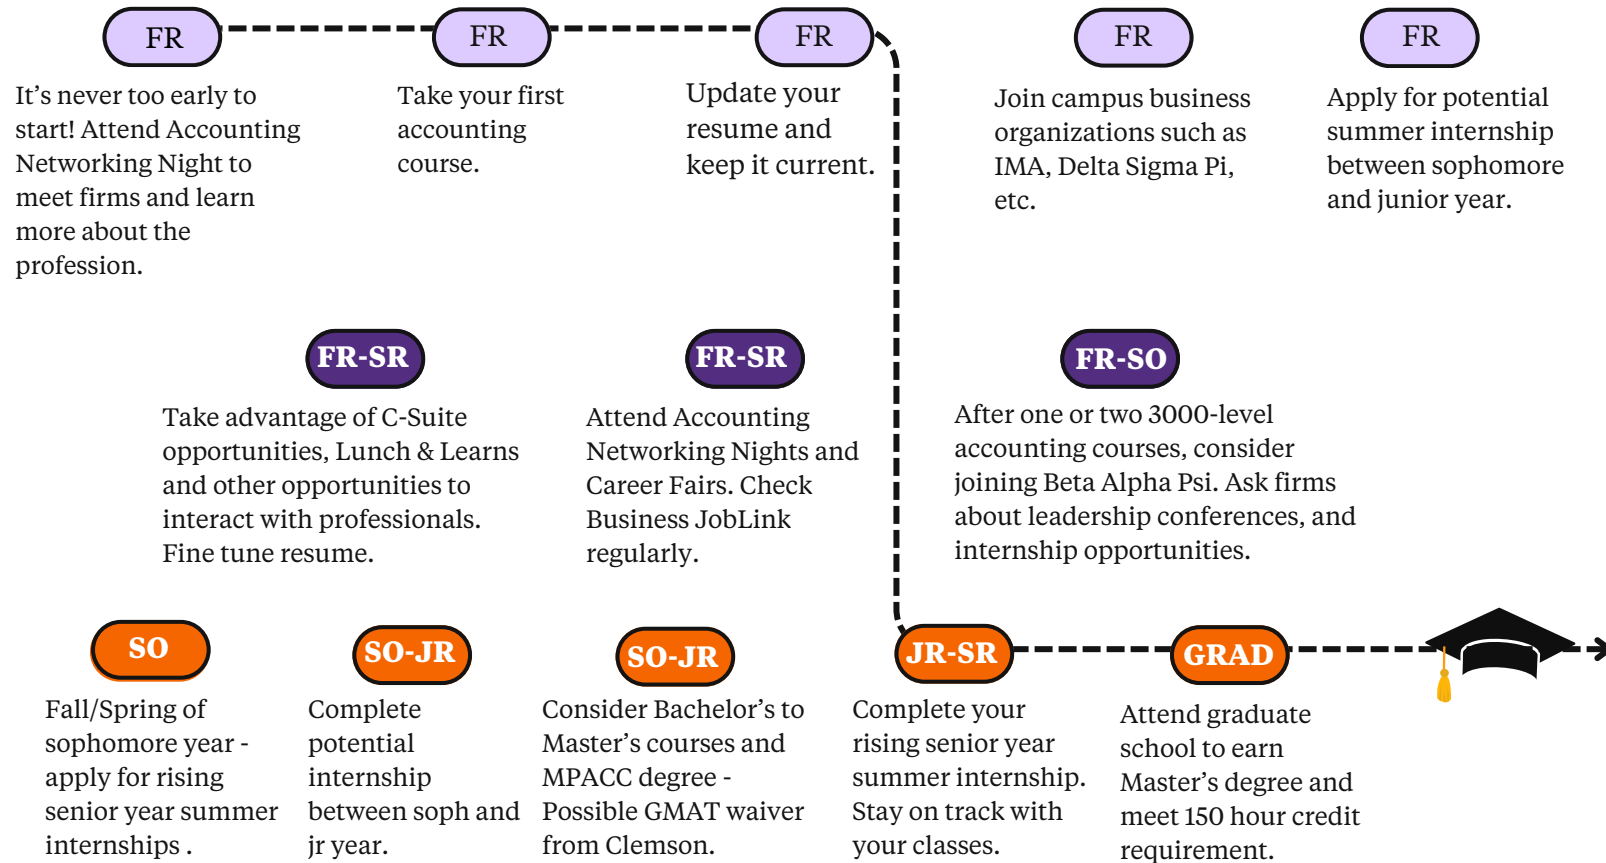 FR
It's never too early to
start! Attend Accounting
Networking Night to
meet firms and learn
more about the
profession.
FR
Take your first
accounting
course.
FR
Update your
resume and
keep it current.
FR
Join campus business
organizations such as
IMA, Delta Sigma Pi,
etc.
FR
Apply for potential
summer internship
between sophomore
and junior year.
FR-SR
Take advantage of C-Suite
opportunities, Lunch & Learns
and other opportunities to
interact with professionals.
Fine tune resume.
FR-SR
Attend Accounting
Networking Nights and
Career Fairs. Check
Business JobLink
regularly.
FR-SO
After one or two 3000-level
accounting courses, consider
joining Beta Alpha Psi. Ask firms
about leadership conferences, and
internship opportunities.
SO
Fall/Spring of
sophomore year -
apply for rising
senior year summer
internships .
SO-JR
Complete
potential
internship
between soph and
jr year.
SO-JR
Consider Bachelor's to
Master's courses and
MPACC degree -
Possible GMAT waiver
from Clemson.
JR-SR
Complete your
rising senior year
summer internship.
Stay on track with
your classes.
GRAD
Attend graduate
school to earn
Master's degree and
meet 150 hour credit
requirement.